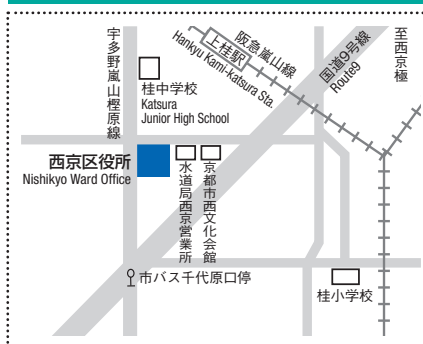 宇多野嵐山樫原線
桂中学校
Katsura
Junior High School
上桂駅
阪急嵐山線
Hankyu Kami-katsura Sta.
国道9号線
Route9
至西京極
西京区役所
Nishikyo Ward Office
水道局西京営業所
京都市西文化会館
市バス千代原口停
桂小学校